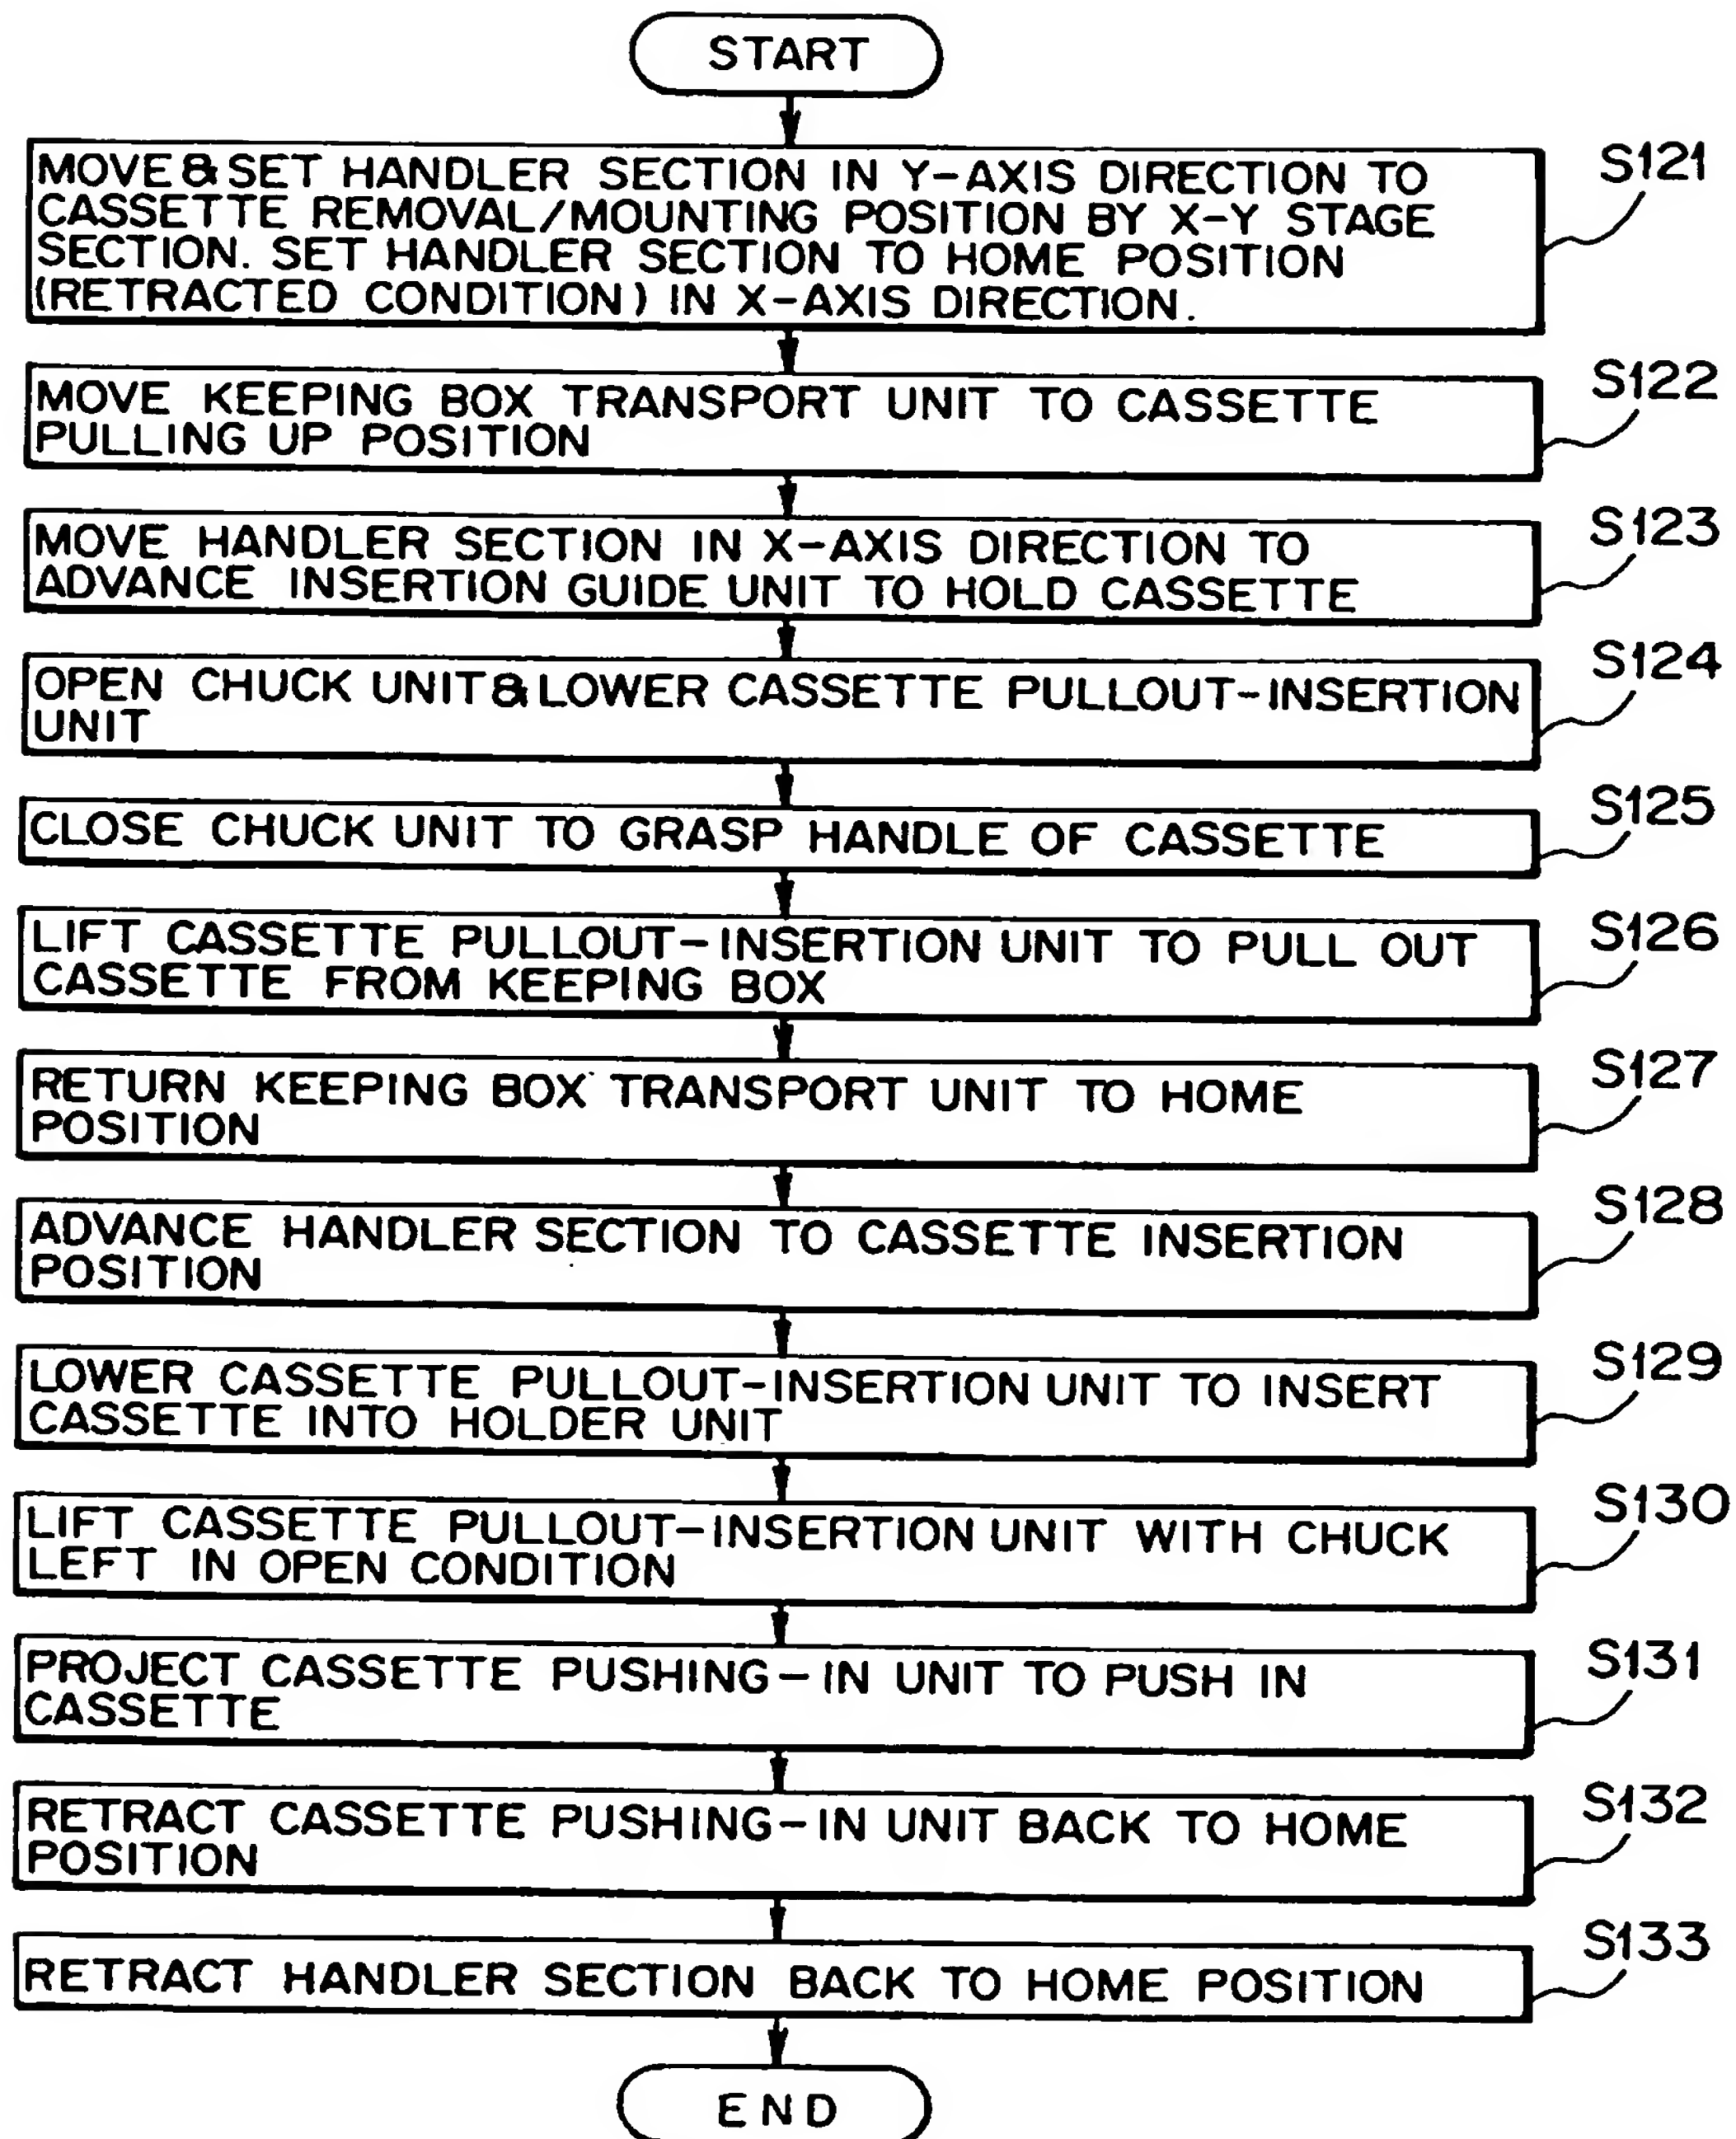 START
MOVE & SET HANDLER SECTION IN Y-AXIS DIRECTION TO
CASSETTE REMOVAL/MOUNTING POSITION BY X-Y STAGE
SECTION. SET HANDLER SECTION TO HOME POSITION
(RETRACTED CONDITION) IN X-AXIS DIRECTION.
S121
MOVE KEEPING BOX TRANSPORT UNIT TO CASSETTE
PULLING UP POSITION
S122
MOVE HANDLER SECTION IN X-AXIS DIRECTION TO
ADVANCE INSERTION GUIDE UNIT TO HOLD CASSETTE
S123
OPEN CHUCK UNIT & LOWER CASSETTE PULLOUT-INSERTION
UNIT
S124
CLOSE CHUCK UNIT TO GRASP HANDLE OF CASSETTE
S125
LIFT CASSETTE PULLOUT-INSERTION UNIT TO PULL OUT
CASSETTE FROM KEEPING BOX
S126
RETURN KEEPING BOX TRANSPORT UNIT TO HOME
POSITION
S127
ADVANCE HANDLER SECTION TO CASSETTE INSERTION
POSITION
S128
LOWER CASSETTE PULLOUT-INSERTION UNIT TO INSERT
CASSETTE INTO HOLDER UNIT
S129
LIFT CASSETTE PULLOUT-INSERTION UNIT WITH CHUCK
LEFT IN OPEN CONDITION
S130
PROJECT CASSETTE PUSHING-IN UNIT TO PUSH IN
CASSETTE
S131
RETRACT CASSETTE PUSHING-IN UNIT BACK TO HOME
POSITION
S132
RETRACT HANDLER SECTION BACK TO HOME POSITION
S133
END